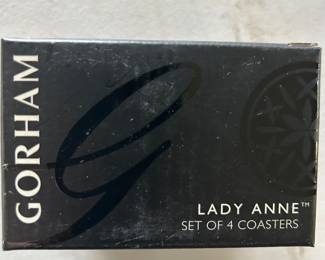 GORHAM
G
LADY ANNE™
SET OF 4 COASTERS